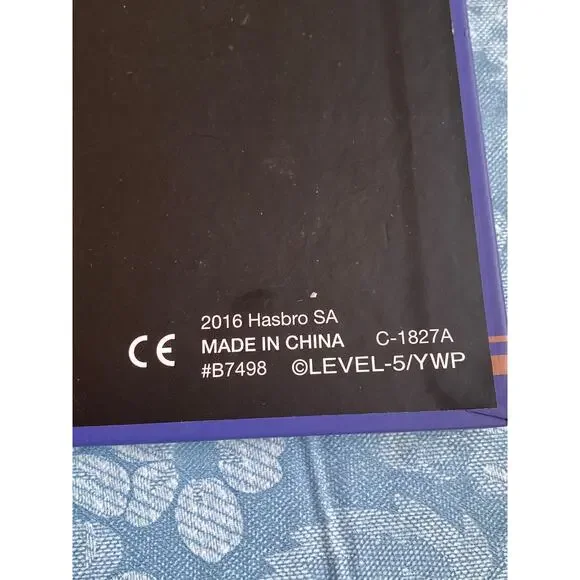 2016 Hasbro SA
CE MADE IN CHINA C-1827A
#B7498 ©LEVEL-5/YWP